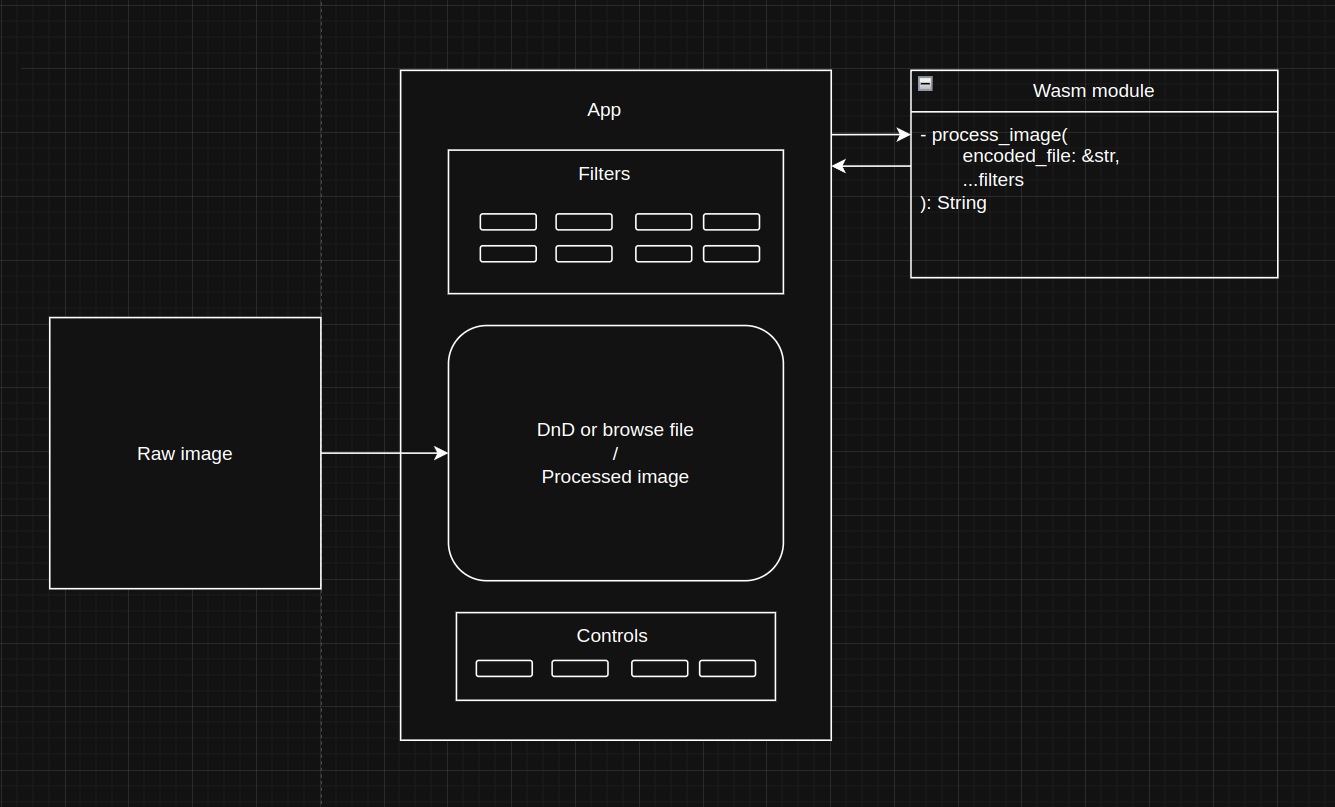 App
Filters
Raw image
DnD or browse file
/
Processed image
Controls
Wasm module
- process_image(
encoded_file: &str,
...filters
): String